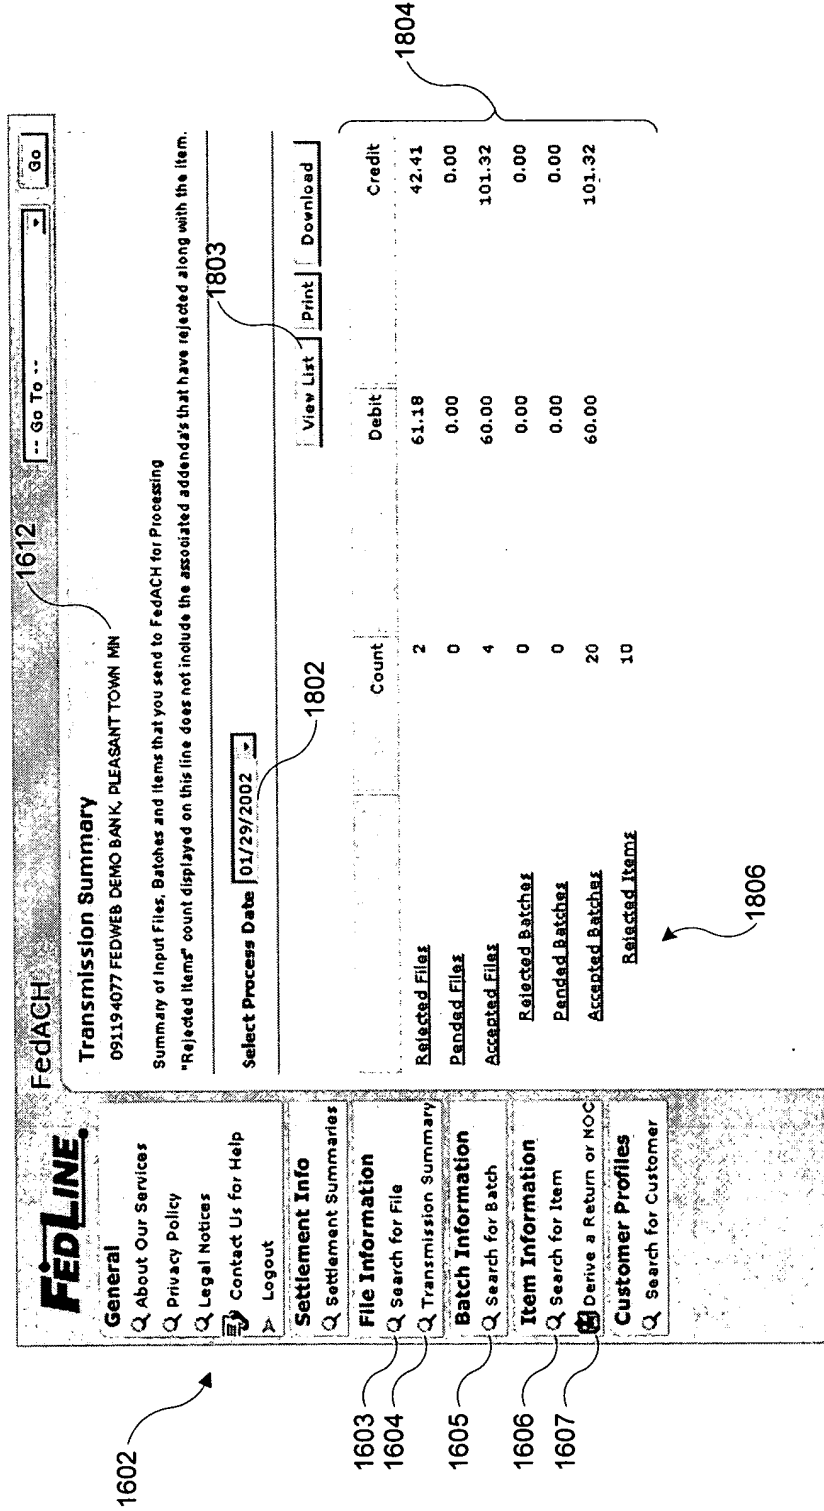 FEDLINE.
FedACH
-- Go To -- Go
1612
General
About Our Services
Privacy Policy
Legal Notices
Contact Us for Help
Logout
Settlement Info
Settlement Summaries
File Information
Search for File
Transmission Summary
Batch Information
Search for Batch
Item Information
Search for Item
Derive a Return or NOC
Customer Profiles
Search for Customer
1602
1603
1604
1605
1606
1607
Transmission Summary
091194077 FEDWEB DEMO BANK, PLEASANT TOWN MN
Summary of Input Files, Batches and Items that you send to FedACH for Processing
"Rejected Items" count displayed on this line does not include the associated addenda's that have rejected along with the item.
Select Process Date 01/29/2002
1802
1803
View List Print Download
Count Debit Credit
Rejected Files 2 61.18 42.41
Pended Files 0 0.00 0.00
Accepted Files 4 60.00 101.32
Rejected Batches 0 0.00 0.00
Pended Batches 0 0.00 0.00
Accepted Batches 20 60.00 101.32
Rejected Items 10
1804
1806